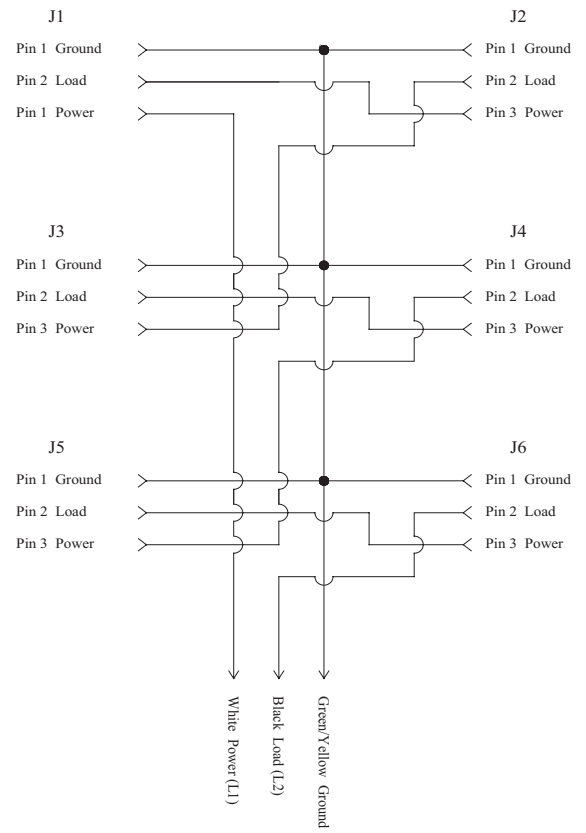 J1
J2
Pin 1 Ground
Pin 1 Ground
Pin 2 Load
Pin 2 Load
Pin 1 Power
Pin 3 Power
J3
J4
Pin 1 Ground
Pin 1 Ground
Pin 2 Load
Pin 2 Load
Pin 3 Power
Pin 3 Power
J5
J6
Pin 1 Ground
Pin 1 Ground
Pin 2 Load
Pin 2 Load
Pin 3 Power
Pin 3 Power
White Power (L1)
Black Load (L2)
Green/Yellow Ground